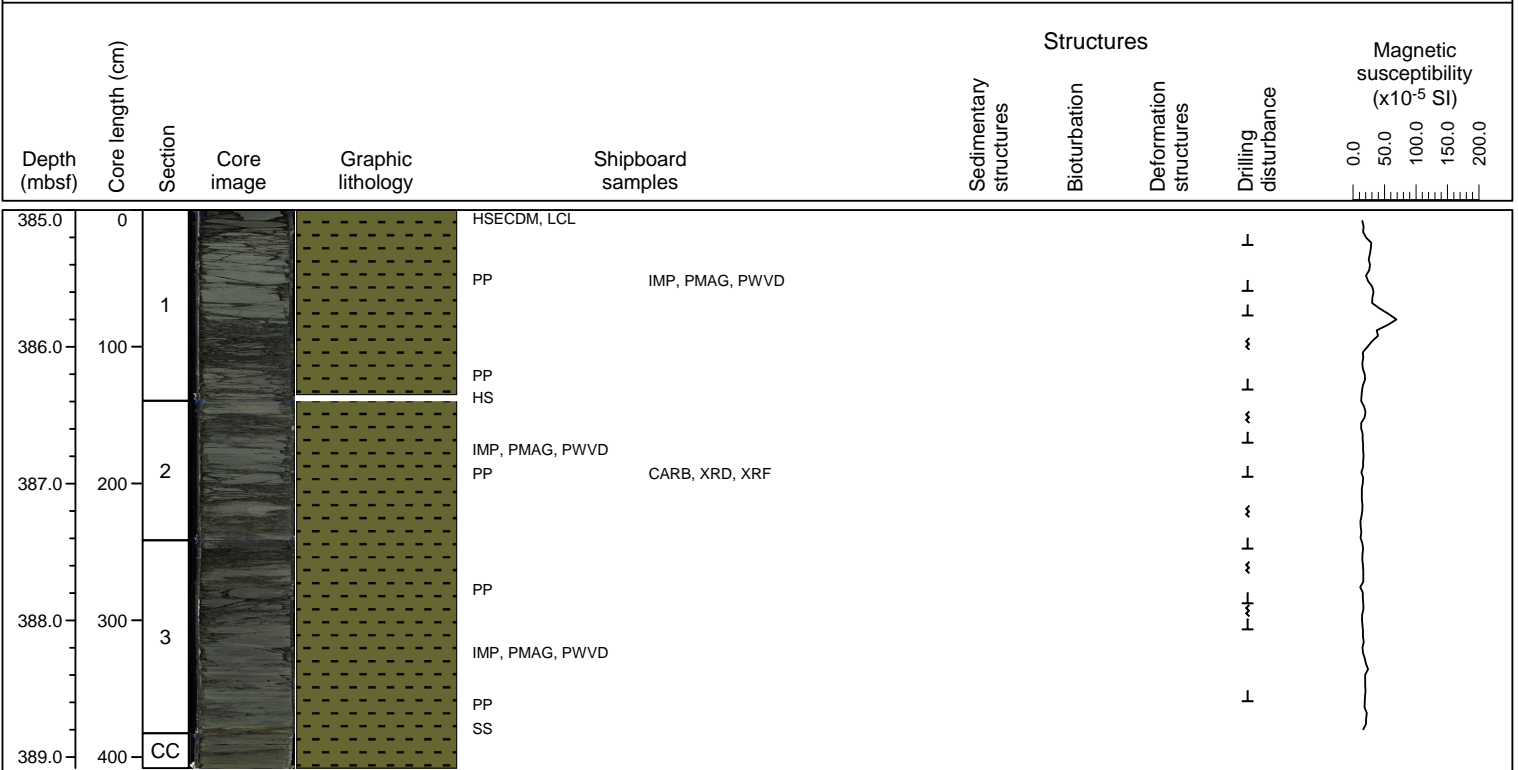 Structures
Depth
(mbsf)
Core length (cm)
Section
Core
image
Graphic
lithology
Shipboard
samples
Sedimentary
structures
Bioturbation
Deformation
structures
Drilling
disturbance
Magnetic
susceptibility
(x10-5 SI)
0.0
50.0
100.0
150.0
200.0
385.0
0
HSECDM, LCL
PP
IMP, PMAG, PWVD
1
386.0
100
PP
HS
IMP, PMAG, PWVD
2
PP
CARB, XRD, XRF
387.0
200
PP
388.0
300
3
IMP, PMAG, PWVD
PP
SS
CC
389.0
400